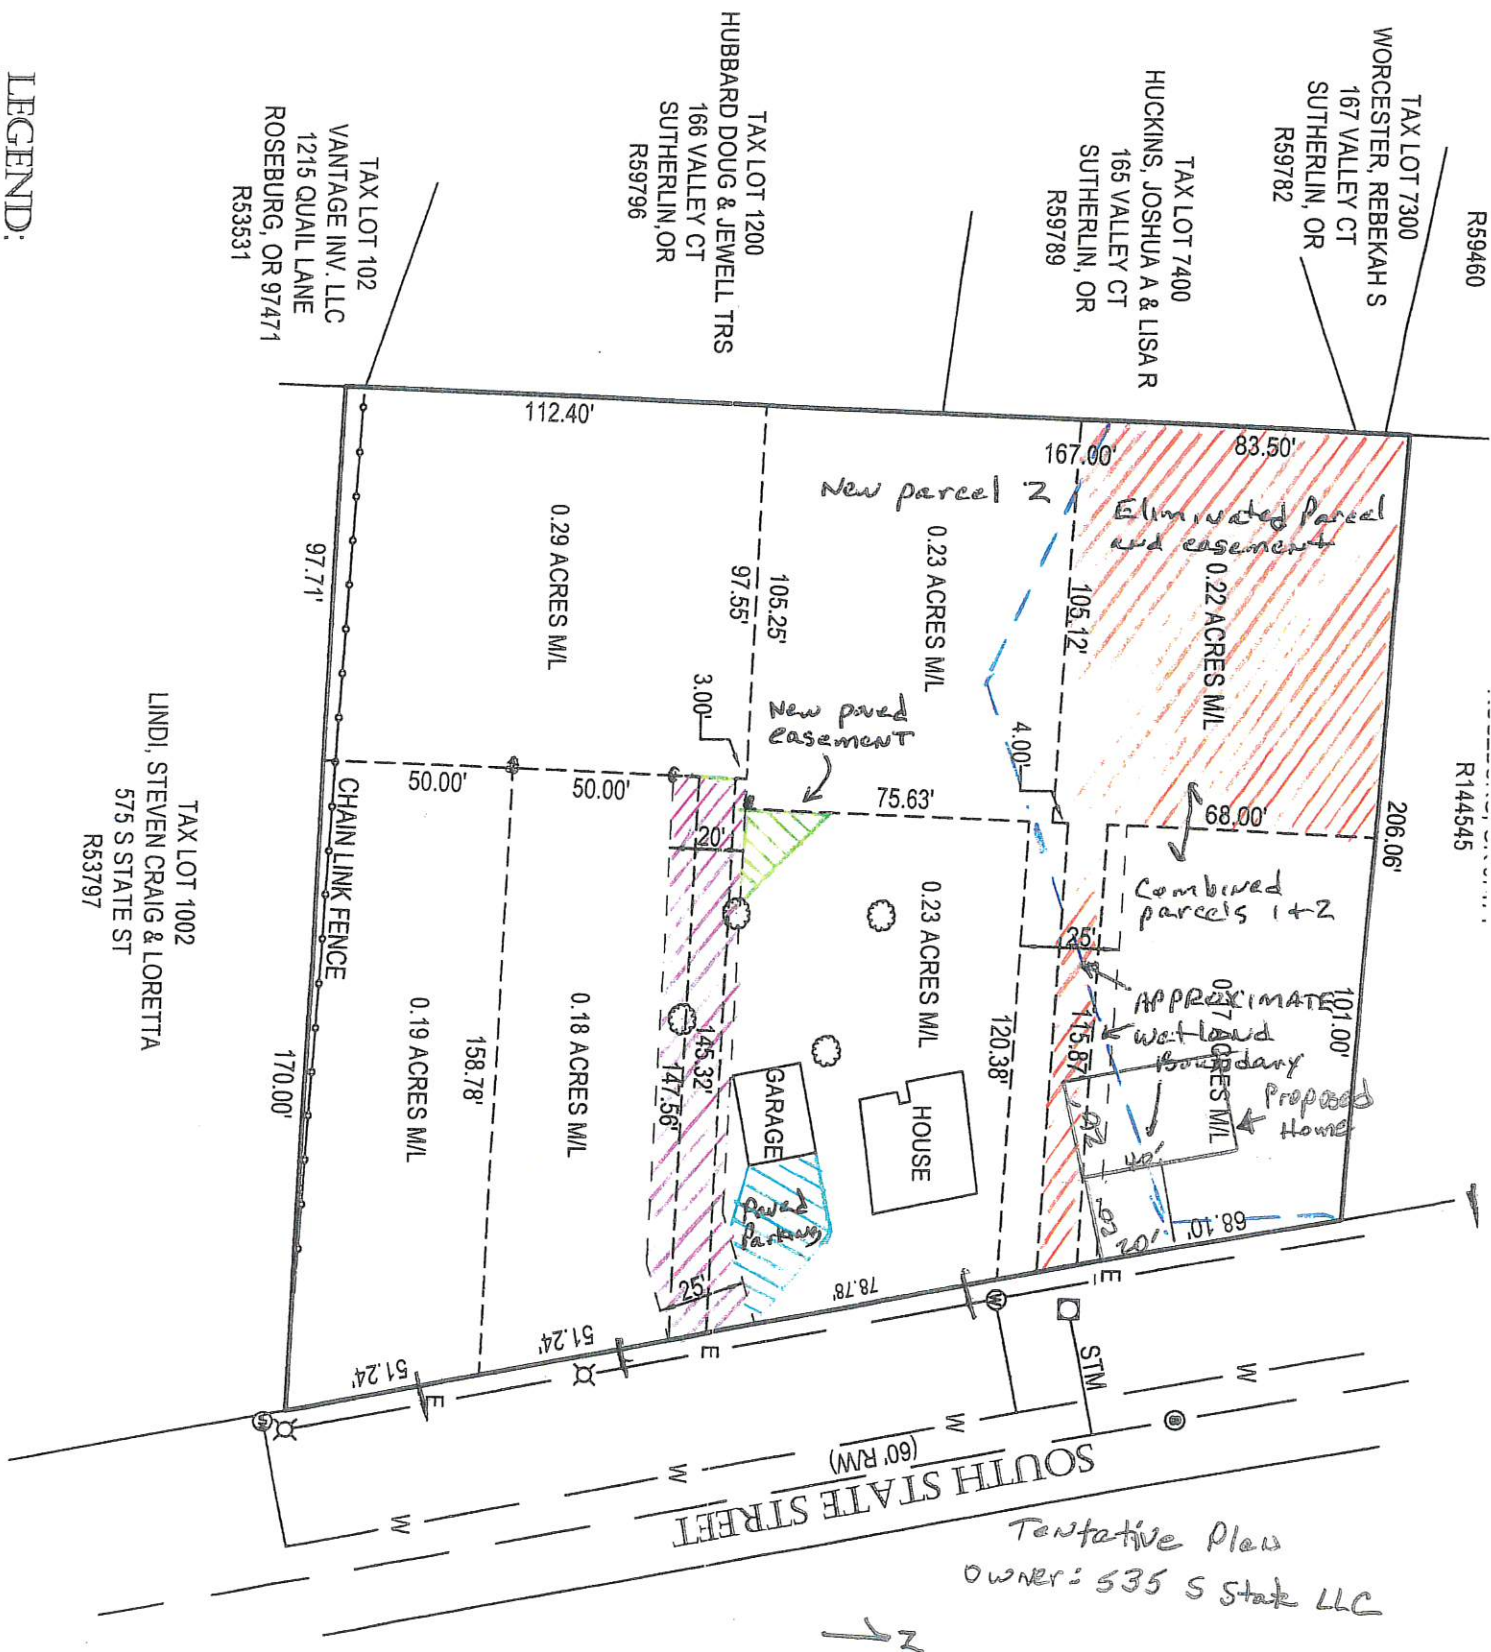 R59460
TAX LOT 7300
WORCESTER, REBEKAH S
167 VALLEY CT
SUTHERLIN, OR
R59782
TAX LOT 7400
HUCKINS, JOSHUA A & LISA R
165 VALLEY CT
SUTHERLIN, OR
R59789
TAX LOT 1200
HUBBARD DOUG & JEWELL TRS
166 VALLEY CT
SUTHERLIN,OR
R59796
TAX LOT 102
VANTAGE INV. LLC
1215 QUAIL LANE
ROSEBURG, OR 97471
R53531
LEGEND:
R144545
206.06'
101.00'
83.50'
167.00'
112.40'
Eliminated Parcel
and easement
0.22 ACRES M/L
New parcel 2
0.23 ACRES M/L
105.12'
105.25'
97.55'
0.29 ACRES M/L
97.71'
3.00'
4.00'
New paved
easement
75.63'
68.00'
50.00'
50.00'
20'
Combined
parcels 1+2
25'
APPROXIMATE
Wetland
Boundary
115.87'
ACRES M/L
Proposed
Home
40'
20'
68.10'
0.23 ACRES M/L
120.38'
HOUSE
GARAGE
Paved
Parking
145.32'
147.56'
25'
0.18 ACRES M/L
158.78'
0.19 ACRES M/L
CHAIN LINK FENCE
170.00'
TAX LOT 1002
LINDI, STEVEN CRAIG & LORETTA
575 S STATE ST
R53797
78.78'
51.24'
51.24'
E
E
E
W
S
STM
W
W
W
W
(60' R/W)
SOUTH STATE STREET
Tentative Plan
Owner: 535 S State LLC
Z